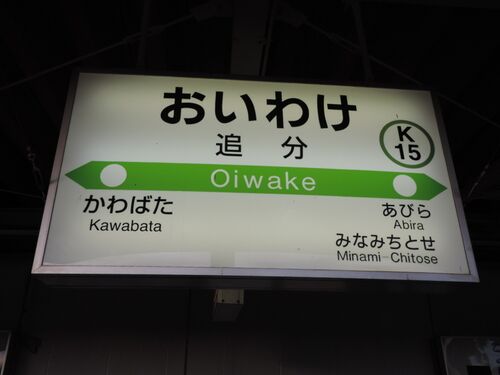 おいわけ
追分
K
15
Oiwake
かわばた
Kawabata
あびら
Abira
みなみちとせ
Minami-Chitose